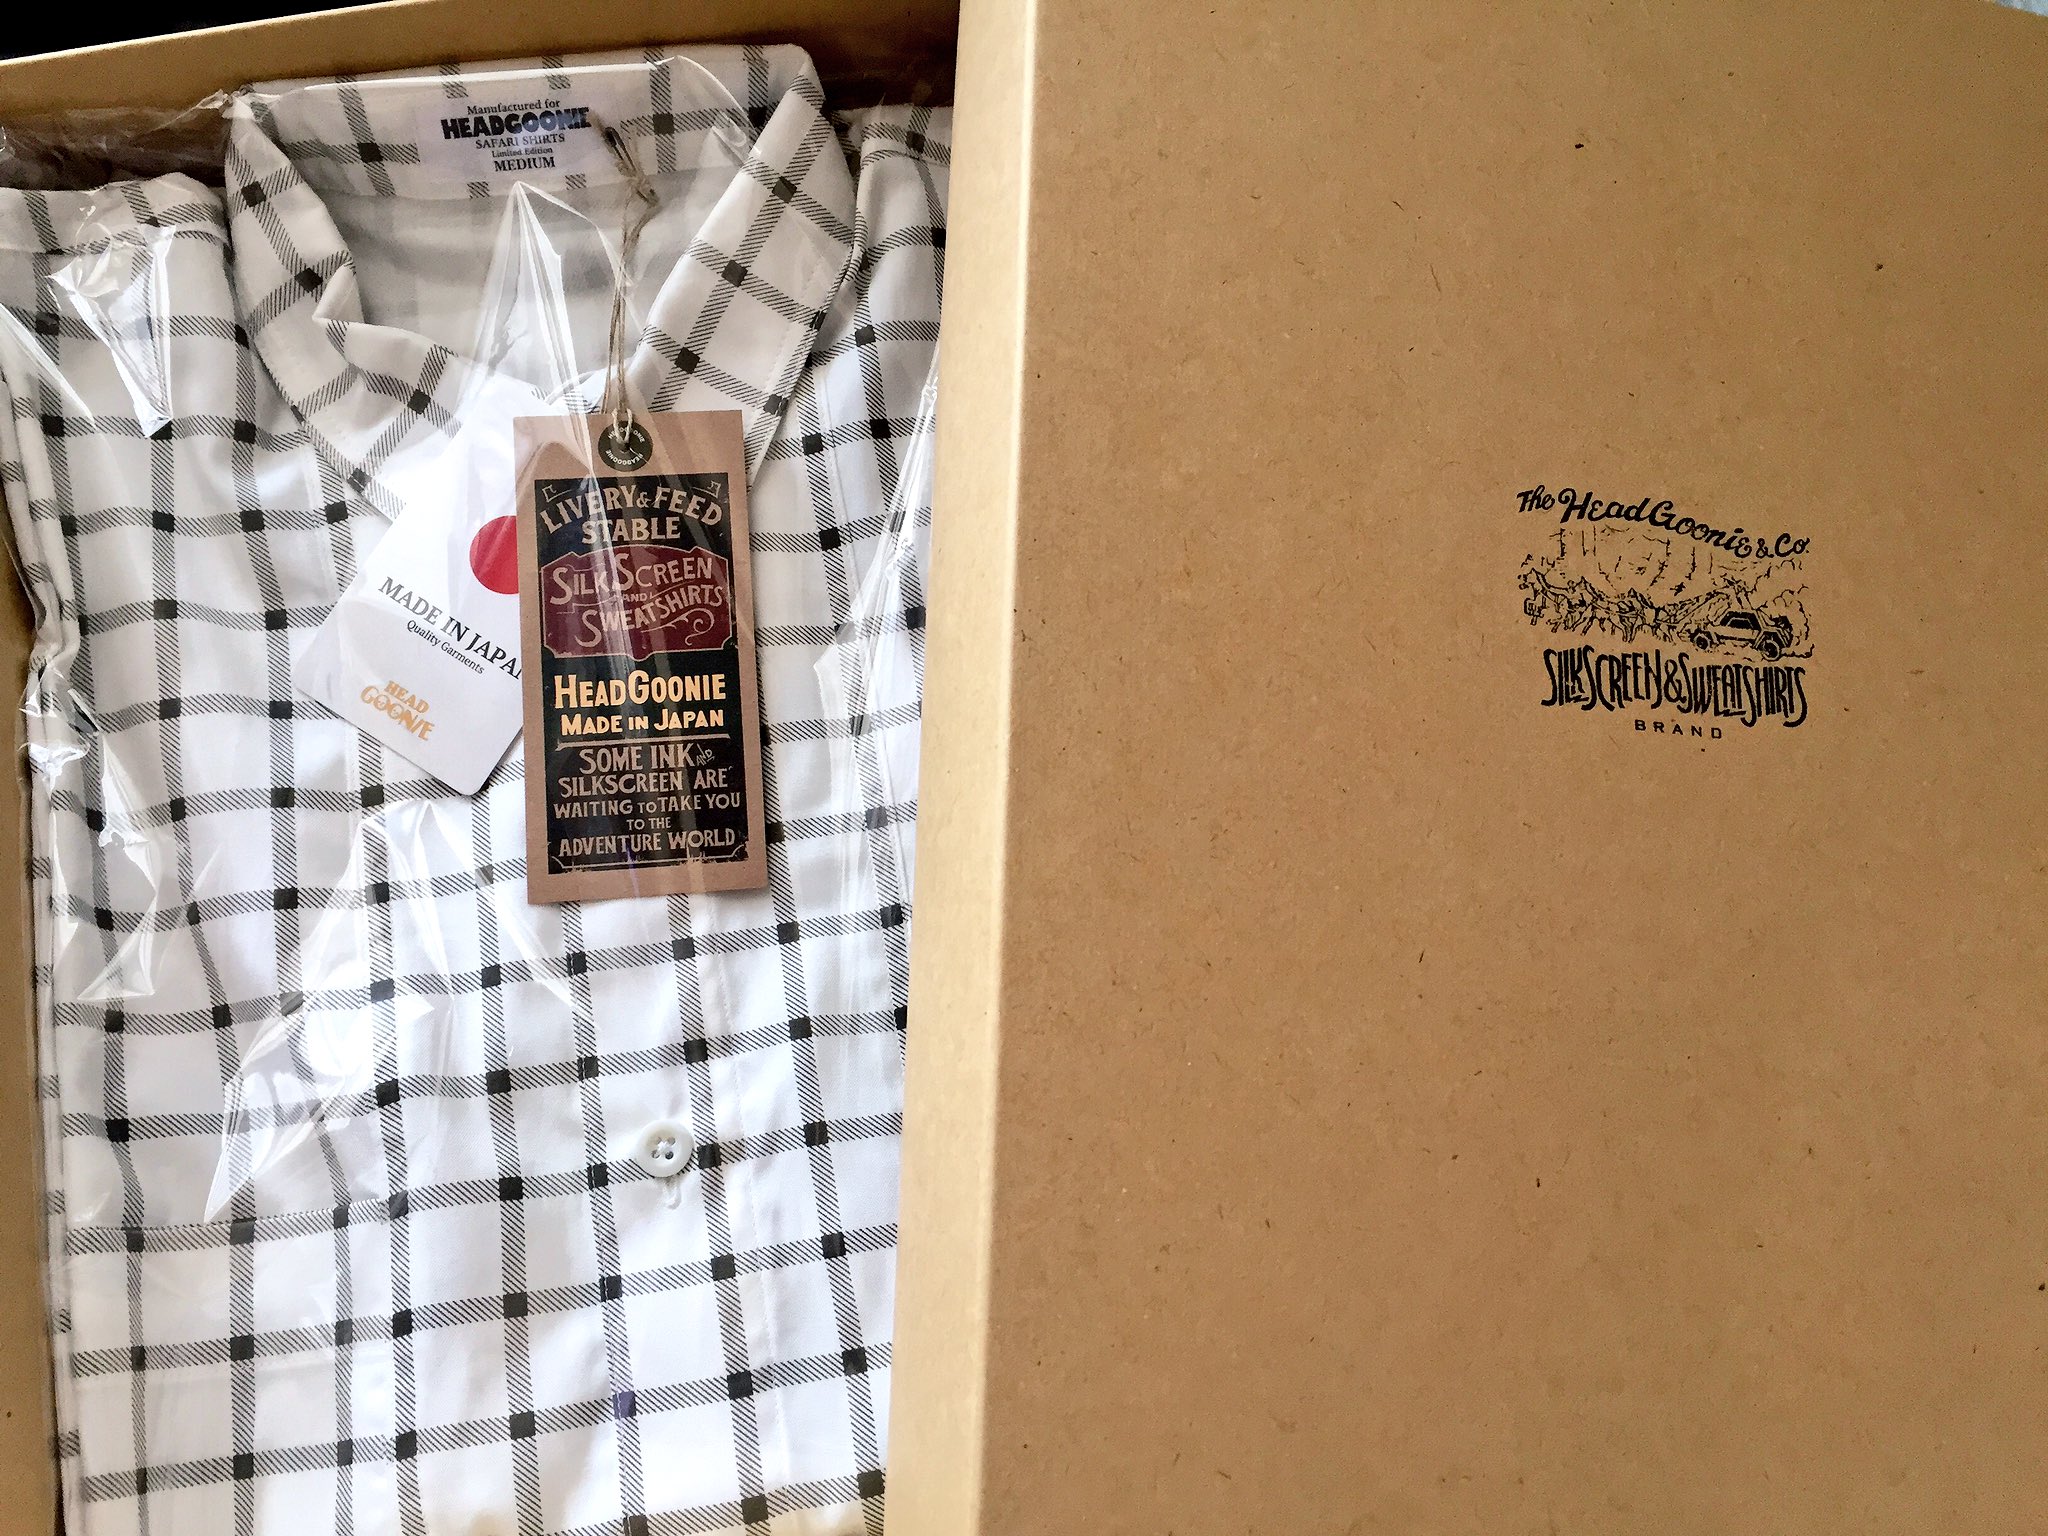 Manufactured for
HEADGOONIE
SAFARI SHIRTS
Limited Edition
MEDIUM
HEADGOONIE
HEADGOONIE
LIVERY & FEED
STABLE
SILKSCREEN
AND
SWEATSHIRTS
HEADGOONIE
MADE IN JAPAN
SOME INK AND
SILKSCREEN ARE
WAITING TO TAKE YOU
TO THE
ADVENTURE WORLD
MADE IN JAPAN
Quality Garments
HEAD
GOONIE
The HeadGoonie & Co.
SILKSCREEN & SWEATSHIRTS
BRAND